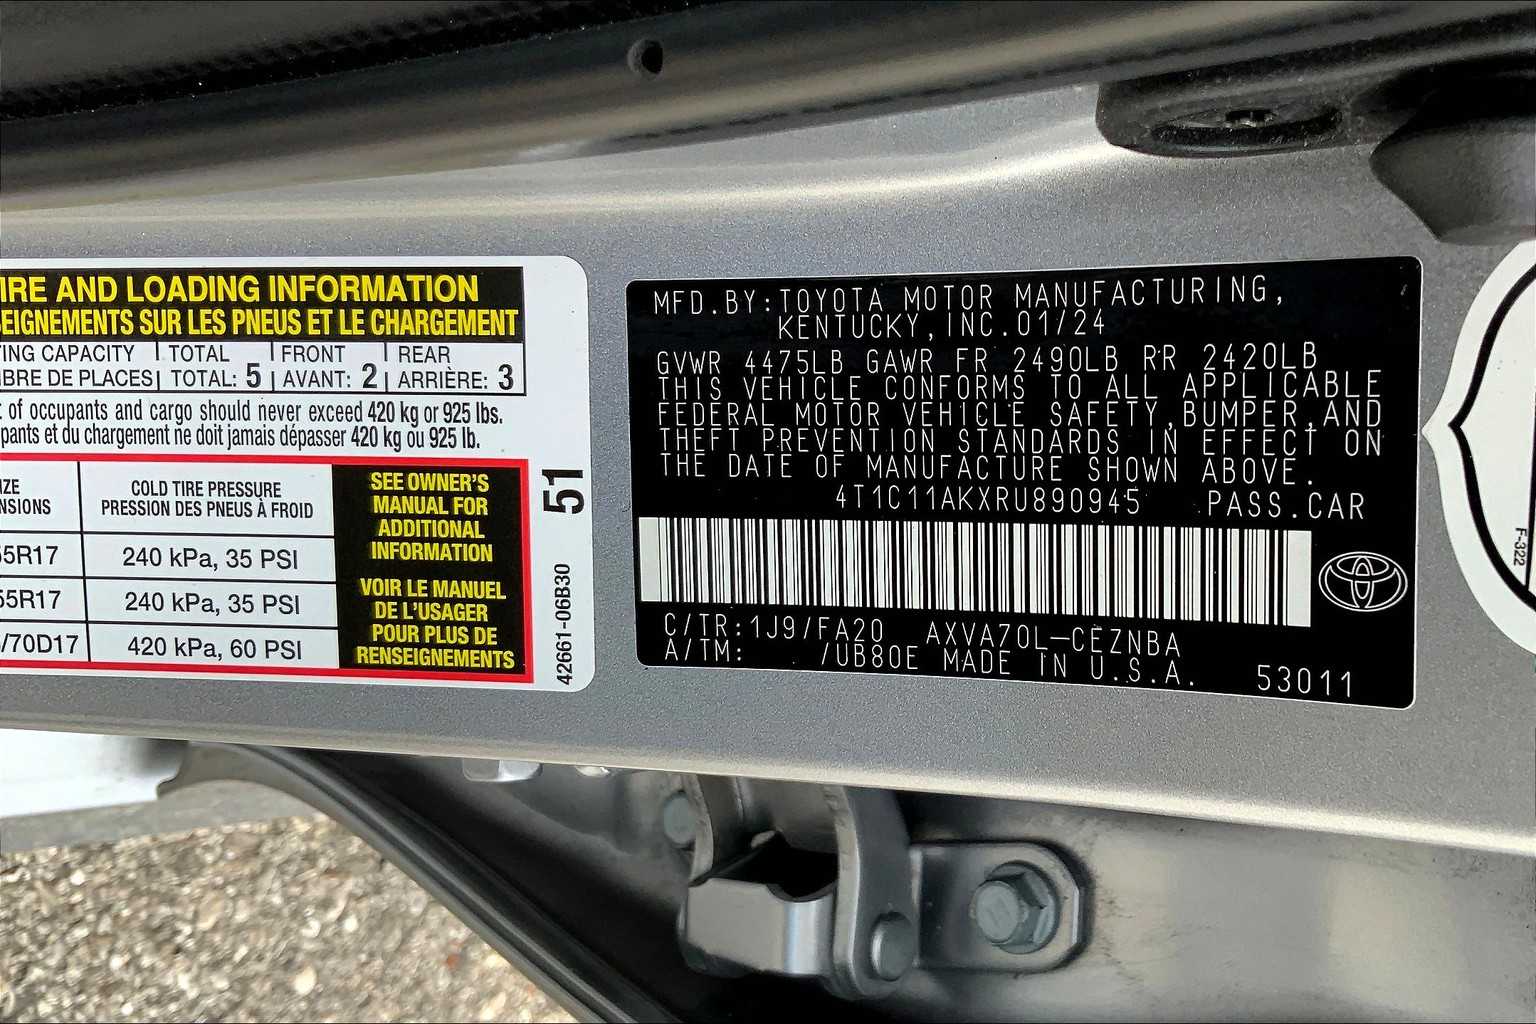 IRE AND LOADING INFORMATION
SEIGNEMENTS SUR LES PNEUS ET LE CHARGEMENT
TING CAPACITY TOTAL FRONT REAR
MBRE DE PLACES TOTAL: 5 AVANT: 2 ARRIÈRE: 3
t of occupants and cargo should never exceed 420 kg or 925 lbs.
pants et du chargement ne doit jamais dépasser 420 kg ou 925 lb.
IZE
NSIONS
COLD TIRE PRESSURE
PRESSION DES PNEUS À FROID
55R17 240 kPa, 35 PSI
55R17 240 kPa, 35 PSI
/70D17 420 kPa, 60 PSI
SEE OWNER'S
MANUAL FOR
ADDITIONAL
INFORMATION
VOIR LE MANUEL
DE L'USAGER
POUR PLUS DE
RENSEIGNEMENTS
51
42661-06B30
MFD.BY:TOYOTA MOTOR MANUFACTURING,
KENTUCKY,INC.01/24
GVWR 4475LB GAWR FR 2490LB RR 2420LB
THIS VEHICLE CONFORMS TO ALL APPLICABLE
FEDERAL MOTOR VEHICLE SAFETY,BUMPER,AND
THEFT PREVENTION STANDARDS IN EFFECT ON
THE DATE OF MANUFACTURE SHOWN ABOVE.
4T1C11AKXRU890945 PASS.CAR
C/TR:1J9/FA20 AXVA70L-CEZNBA
A/TM: /UB80E MADE IN U.S.A. 53011
F-322